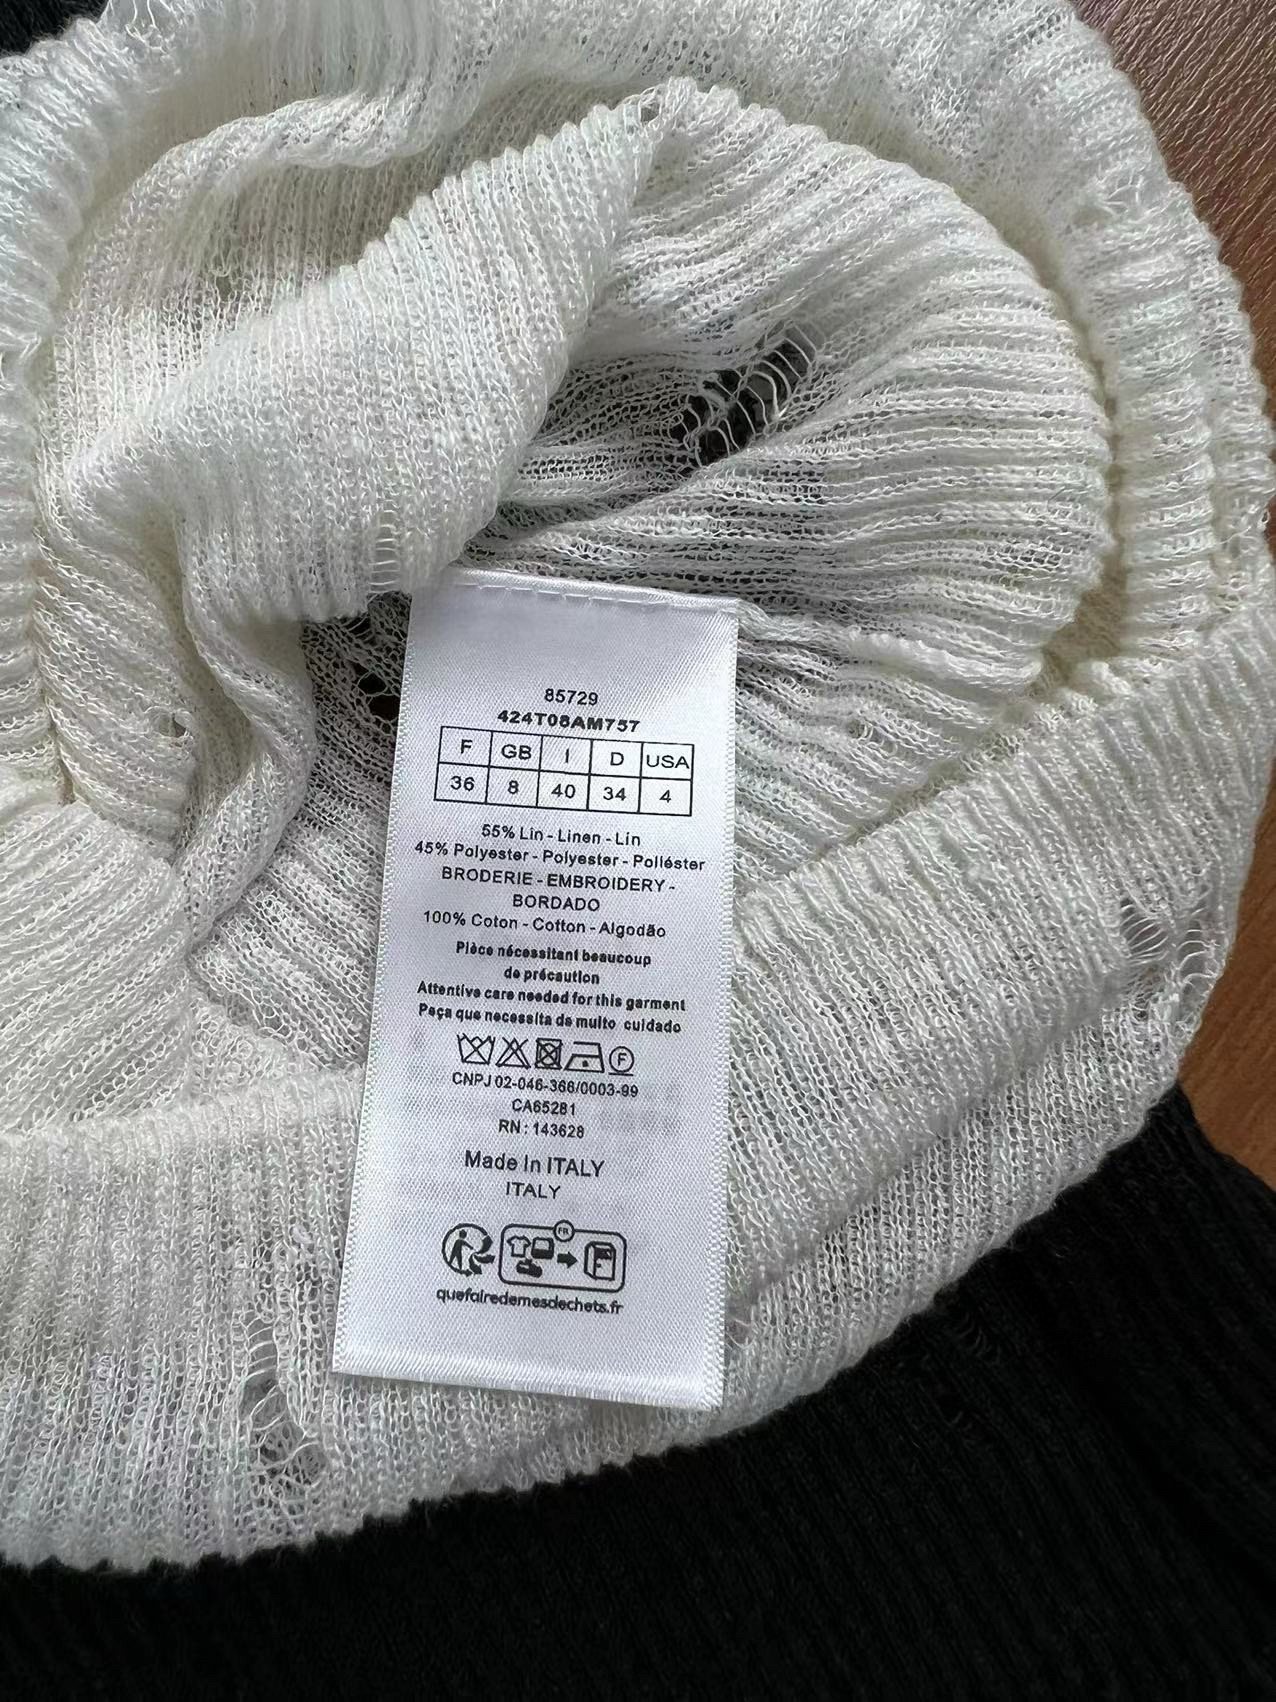 85729
424T08AM757
F GB I D USA
36 8 40 34 4
55% Lin - Linen - Lin
45% Polyester - Polyester - Poliéster
BRODERIE - EMBROIDERY -
BORDADO
100% Coton - Cotton - Algodão
Pièce nécessitant beaucoup
de précaution
Attentive care needed for this garment
Peça que necessita de muito cuidado
F
CNPJ 02-046-366/0003-99
CA65281
RN : 143628
Made In ITALY
ITALY
FR
quefairedemesdechets.fr